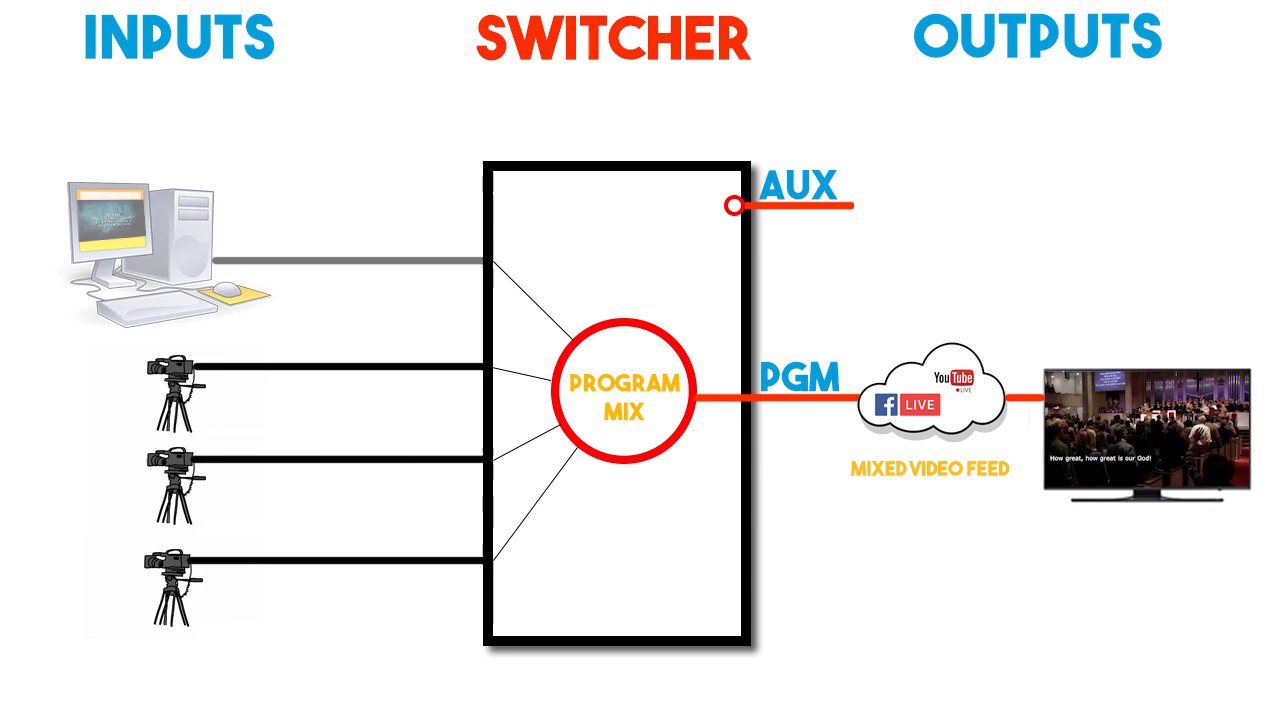 INPUTS
SWITCHER
OUTPUTS
AUX
PROGRAM
MIX
PGM
YouTube
LIVE
f LIVE
MIXED VIDEO FEED
How great, how great is our God!